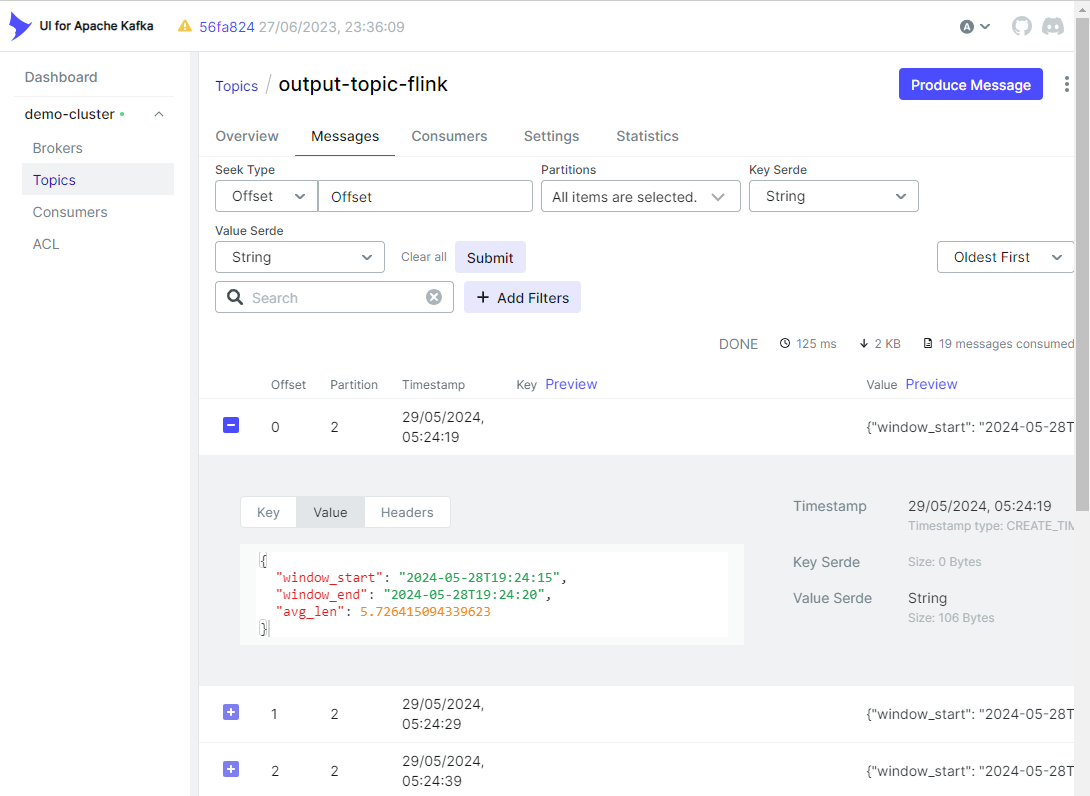 UI for Apache Kafka
56fa824 27/06/2023, 23:36:09
A
Dashboard
demo-cluster
Brokers
Topics
Consumers
ACL
Topics / output-topic-flink
Produce Message
Overview Messages Consumers Settings Statistics
Seek Type Partitions Key Serde
Offset Offset All items are selected. String
Value Serde
String Clear all Submit Oldest First
Search + Add Filters
DONE 125 ms 2 KB 19 messages consumed
Offset Partition Timestamp Key Preview Value Preview
0 2 29/05/2024, {"window_start": "2024-05-28T
05:24:19
Key Value Headers
{
"window_start": "2024-05-28T19:24:15",
"window_end": "2024-05-28T19:24:20",
"avg_len": 5.726415094339623
}
Timestamp 29/05/2024, 05:24:19
Timestamp type: CREATE_TIM
Key Serde Size: 0 Bytes
Value Serde String
Size: 106 Bytes
1 2 29/05/2024, {"window_start": "2024-05-28T
05:24:29
2 2 29/05/2024, {"window_start": "2024-05-28T
05:24:39